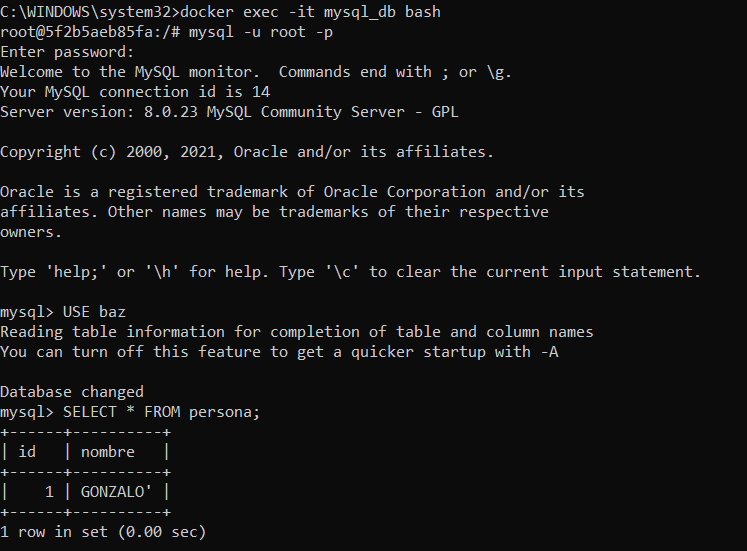 C:\WINDOWS\system32>docker exec -it mysql_db bash
root@5f2b5aeb85fa:/# mysql -u root -p
Enter password:
Welcome to the MySQL monitor.  Commands end with ; or \g.
Your MySQL connection id is 14
Server version: 8.0.23 MySQL Community Server - GPL

Copyright (c) 2000, 2021, Oracle and/or its affiliates.

Oracle is a registered trademark of Oracle Corporation and/or its
affiliates. Other names may be trademarks of their respective
owners.

Type 'help;' or '\h' for help. Type '\c' to clear the current input statement.

mysql> USE baz
Reading table information for completion of table and column names
You can turn off this feature to get a quicker startup with -A

Database changed
mysql> SELECT * FROM persona;
+------+----------+
| id   | nombre   |
+------+----------+
|    1 | GONZALO' |
+------+----------+
1 row in set (0.00 sec)